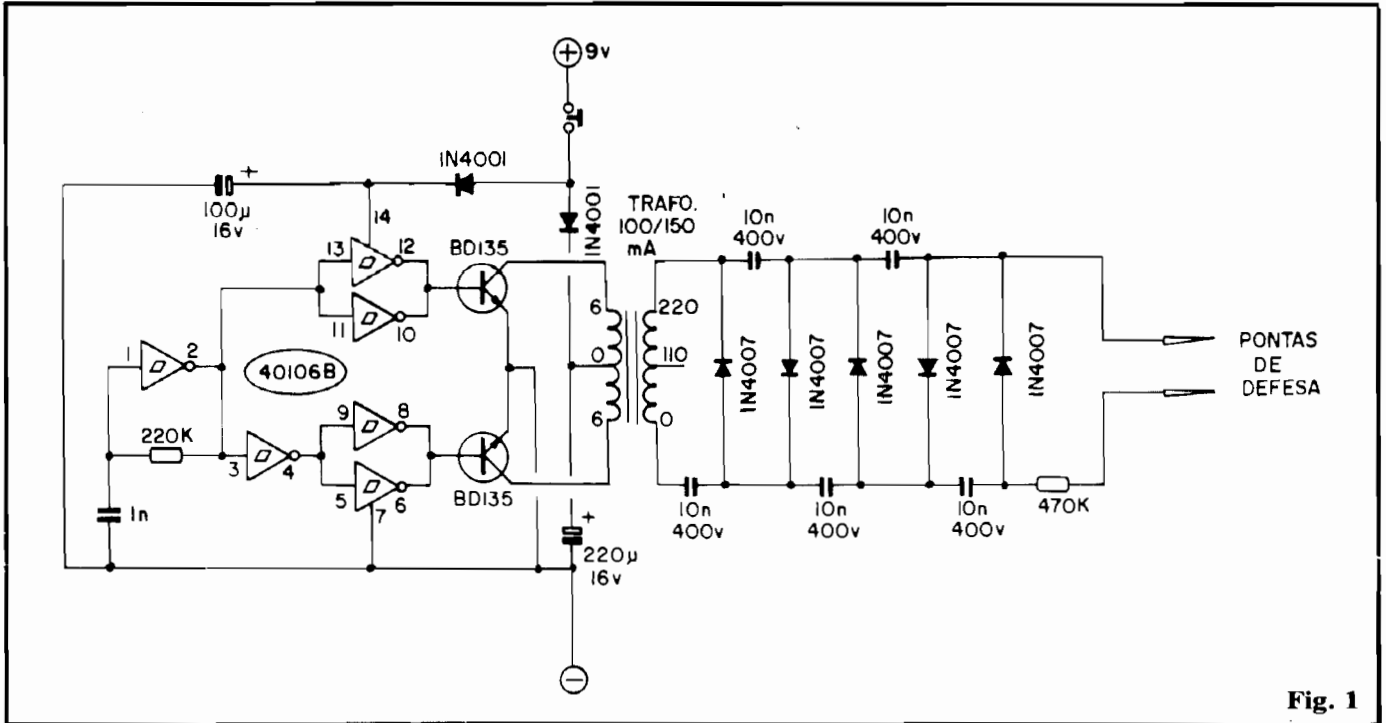 9v
1N4001
1N4001
100µ
16v
14
13
12
11
10
BD135
TRAFO.
100/150
mA
10n
400v
10n
400v
6
0
6
220
110
0
1
2
40106B
220K
3
4
9
8
5
6
7
BD135
1n
1N4007
1N4007
1N4007
1N4007
1N4007
PONTAS
DE
DEFESA
10n
400v
10n
400v
10n
400v
470K
220µ
16v
Fig. 1